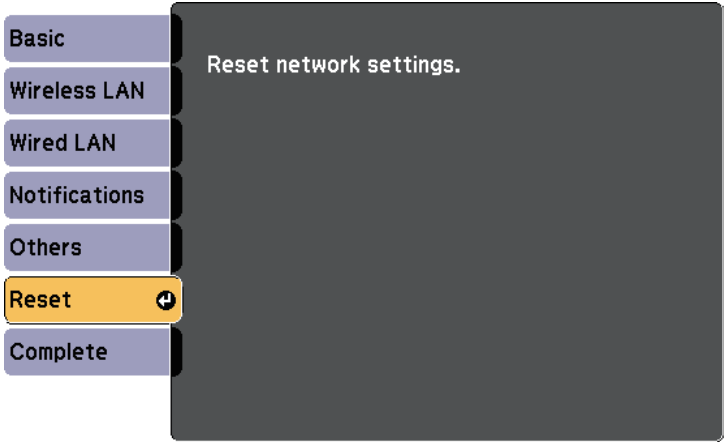 Basic
Reset network settings.
Wireless LAN
Wired LAN
Notifications
Others
Reset
Complete